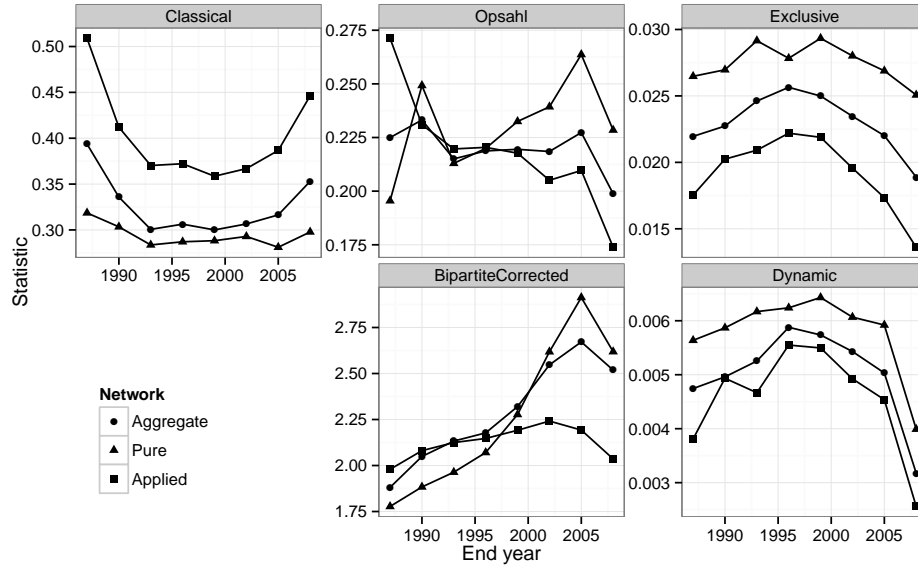 Classical
Opsahl
Exclusive
0.50
0.45
0.40
0.35
0.30
0.275
0.250
0.225
0.200
0.175
0.030
0.025
0.020
0.015
1990 1995 2000 2005
BipartiteCorrected
Dynamic
2.75
2.50
2.25
2.00
1.75
0.006
0.005
0.004
0.003
1990 1995 2000 2005
1990 1995 2000 2005
Statistic
End year
Network
Aggregate
Pure
Applied